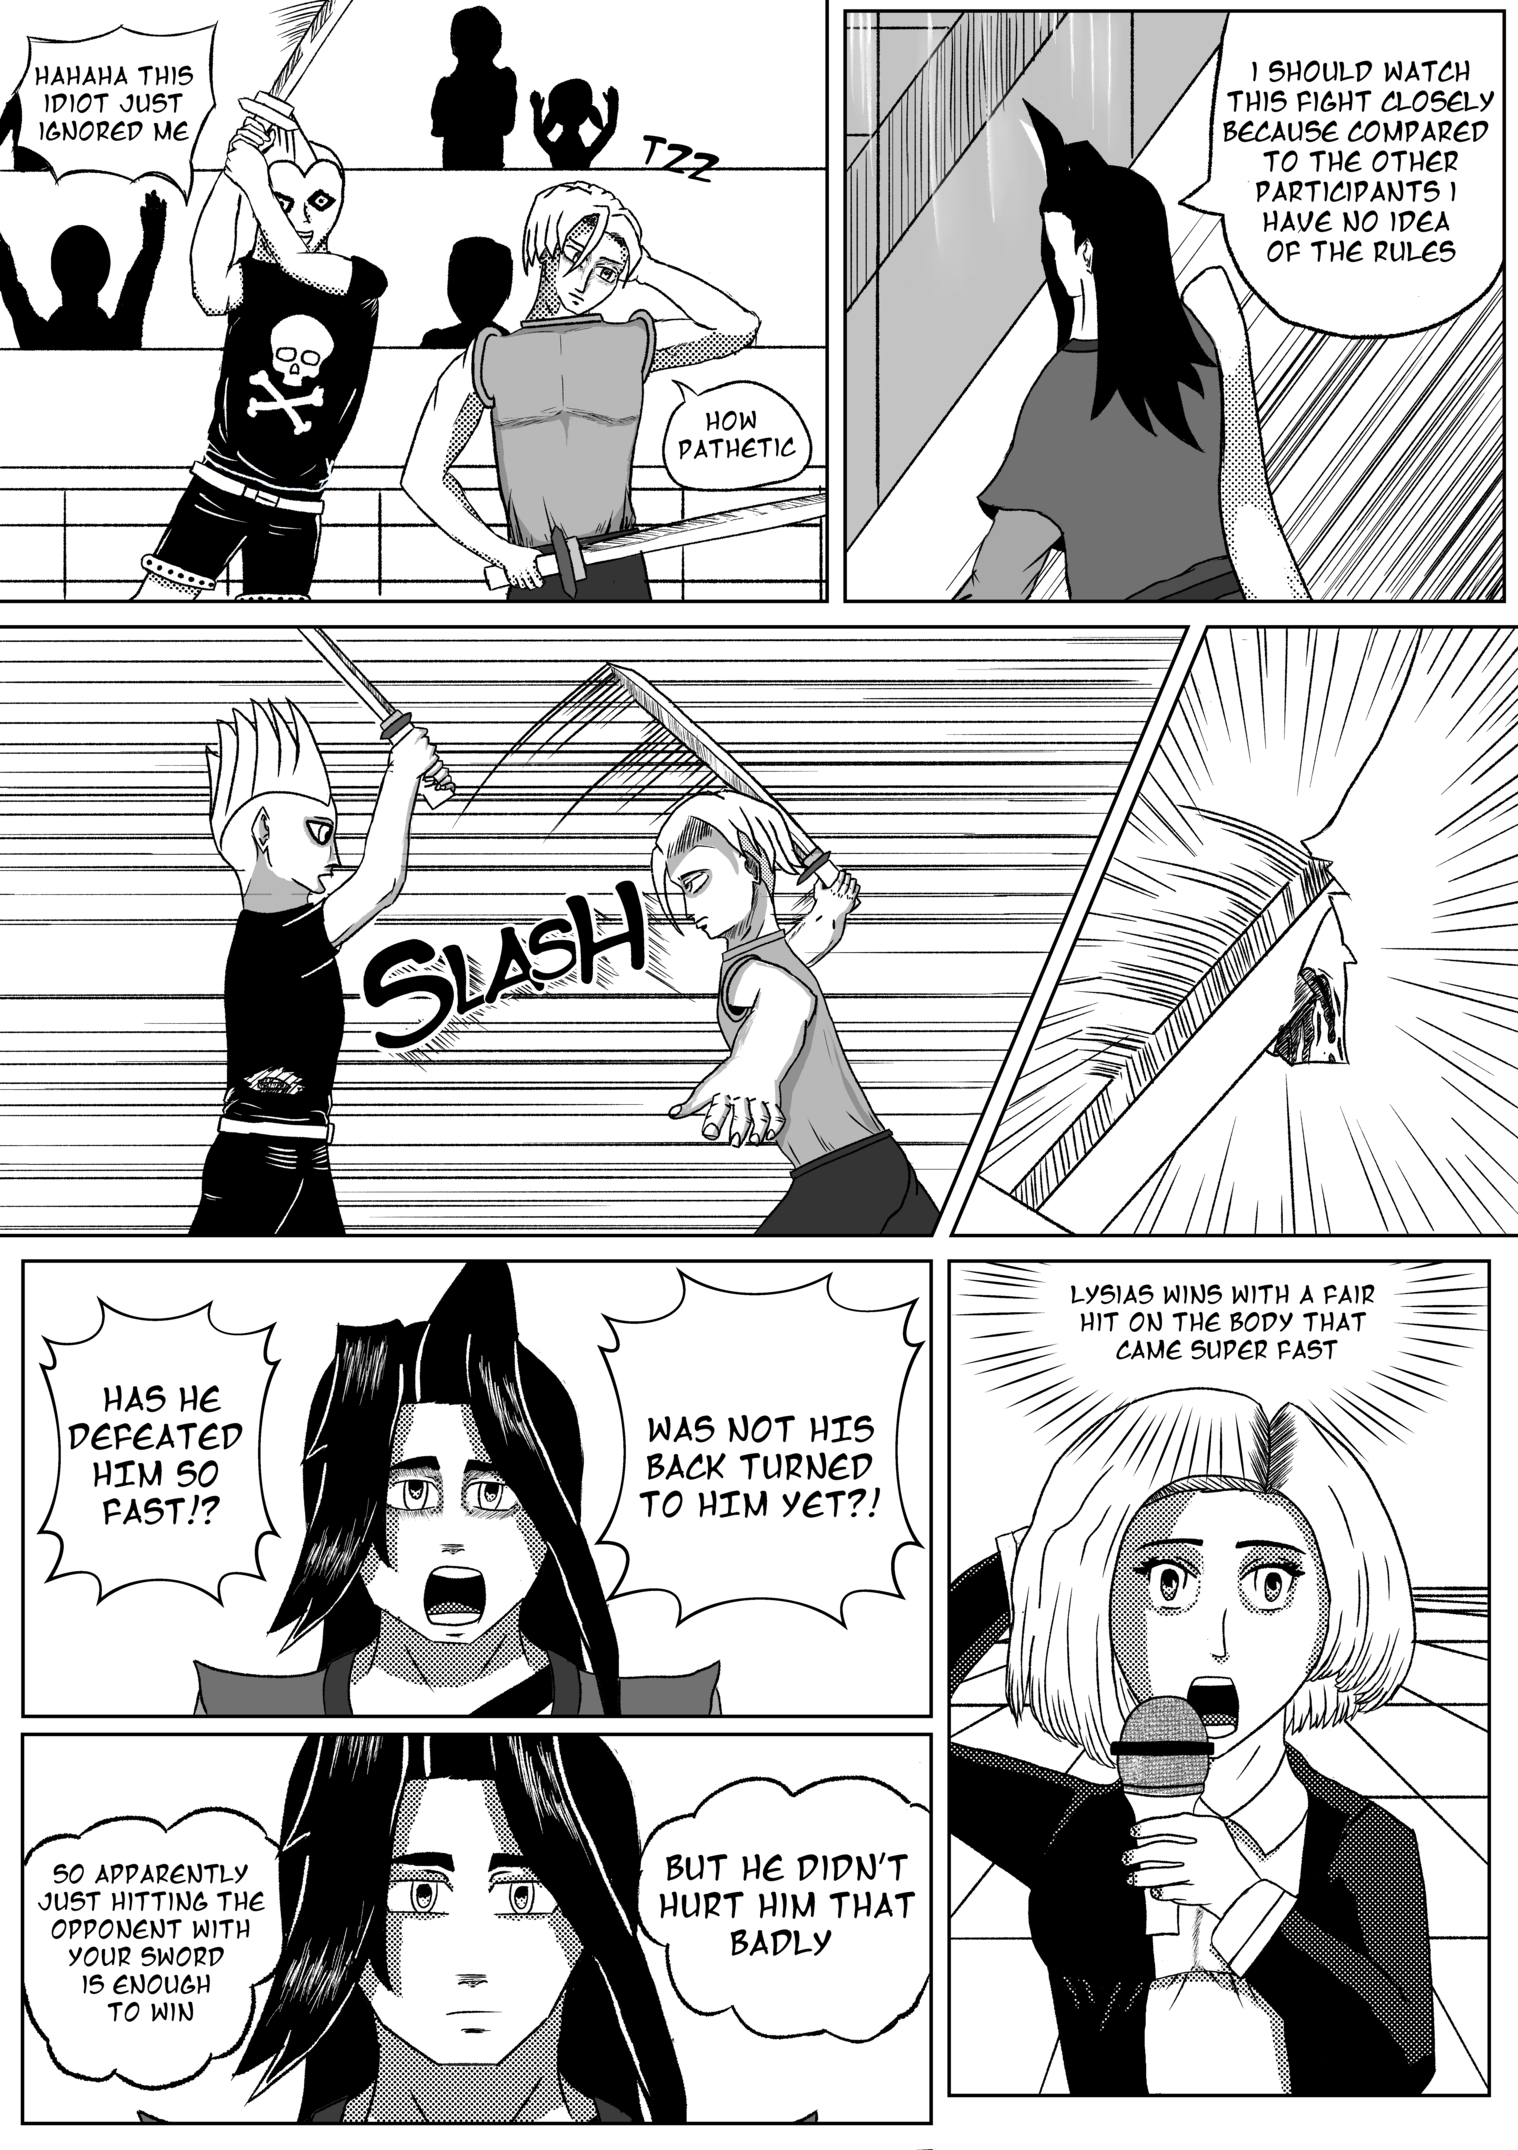 I SHOULD WATCH
THIS FIGHT CLOSELY
BECAUSE COMPARED
TO THE OTHER
PARTICIPANTS I
HAVE NO IDEA
OF THE RULES
HAHAHA THIS
IDIOT JUST
IGNORED ME
TZZ
HOW
PATHETIC
SLASH
LYSIAS WINS WITH A FAIR
HIT ON THE BODY THAT
CAME SUPER FAST
WAS NOT HIS
BACK TURNED
TO HIM YET?!
HAS HE
DEFEATED
HIM SO
FAST!?
BUT HE DIDN'T
HURT HIM THAT
BADLY
SO APPARENTLY
JUST HITTING THE
OPPONENT WITH
YOUR SWORD
IS ENOUGH
TO WIN